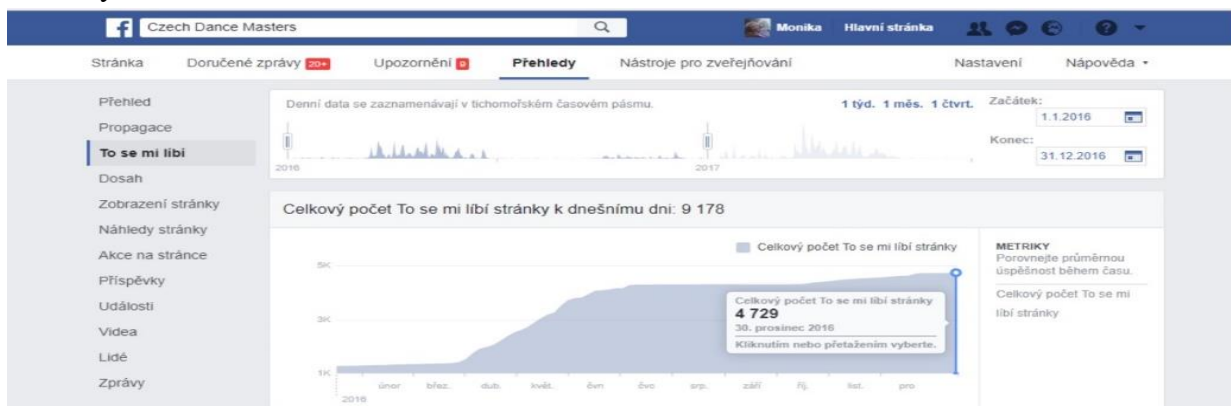 Czech Dance Masters
Monika Hlavní stránka
Stránka Doručené zprávy 20+ Upozornění 9 Přehledy Nástroje pro zveřejňování Nastavení Nápověda
Přehled
Propagace
To se mi líbí
Dosah
Zobrazení stránky
Náhledy stránky
Akce na stránce
Příspěvky
Události
Videa
Lidé
Zprávy
Denní data se zaznamenávají v tichomořském časovém pásmu.
1 týd. 1 měs. 1 čtvrt.
Začátek:
1.1.2016
Konec:
31.12.2016
2016 2017
Celkový počet To se mi líbí stránky k dnešnímu dni: 9 178
Celkový počet To se mi líbí stránky
5K
3K
1K
Celkový počet To se mi líbí stránky
4 729
30. prosinec 2016
Kliknutím nebo přetažením vyberte.
únor břez. dub. květ. čvn čvc srp. září říj. list. pro
2016
METRIKY
Porovnejte průměrnou
úspěšnost během času.
Celkový počet To se mi
líbí stránky